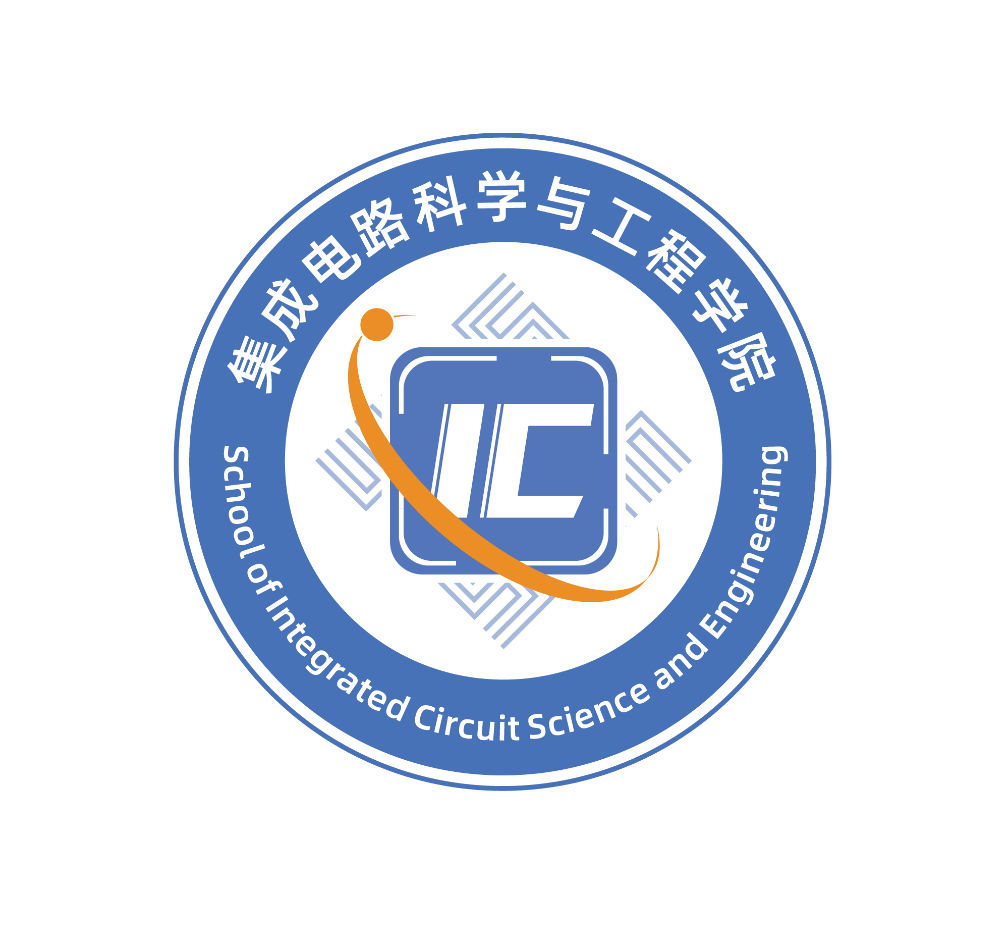 集成电路科学与工程学院
IC
School of Integrated Circuit Science and Engineering